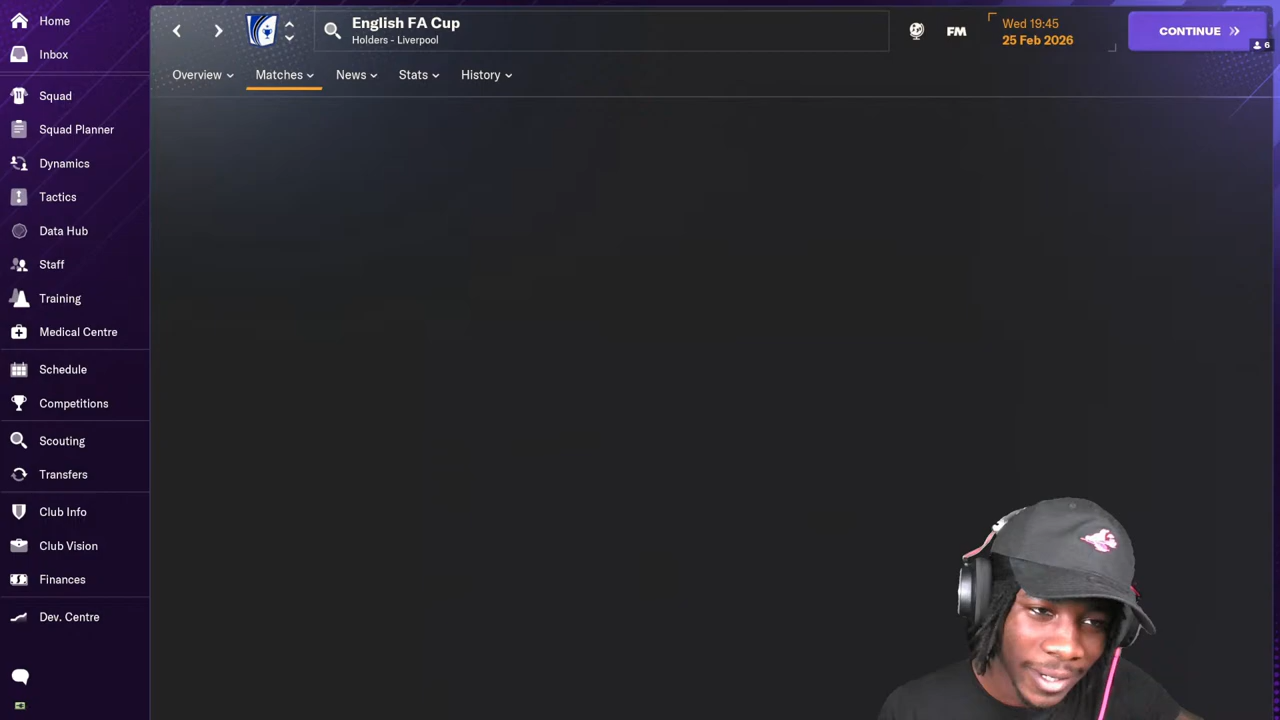 Home
Inbox
Squad
Squad Planner
Dynamics
Tactics
Data Hub
Staff
Training
Medical Centre
Schedule
Competitions
Scouting
Transfers
Club Info
Club Vision
Finances
Dev. Centre
English FA Cup
Holders - Liverpool
FM
Wed 19:45
25 Feb 2026
CONTINUE
6
Overview
Matches
News
Stats
History